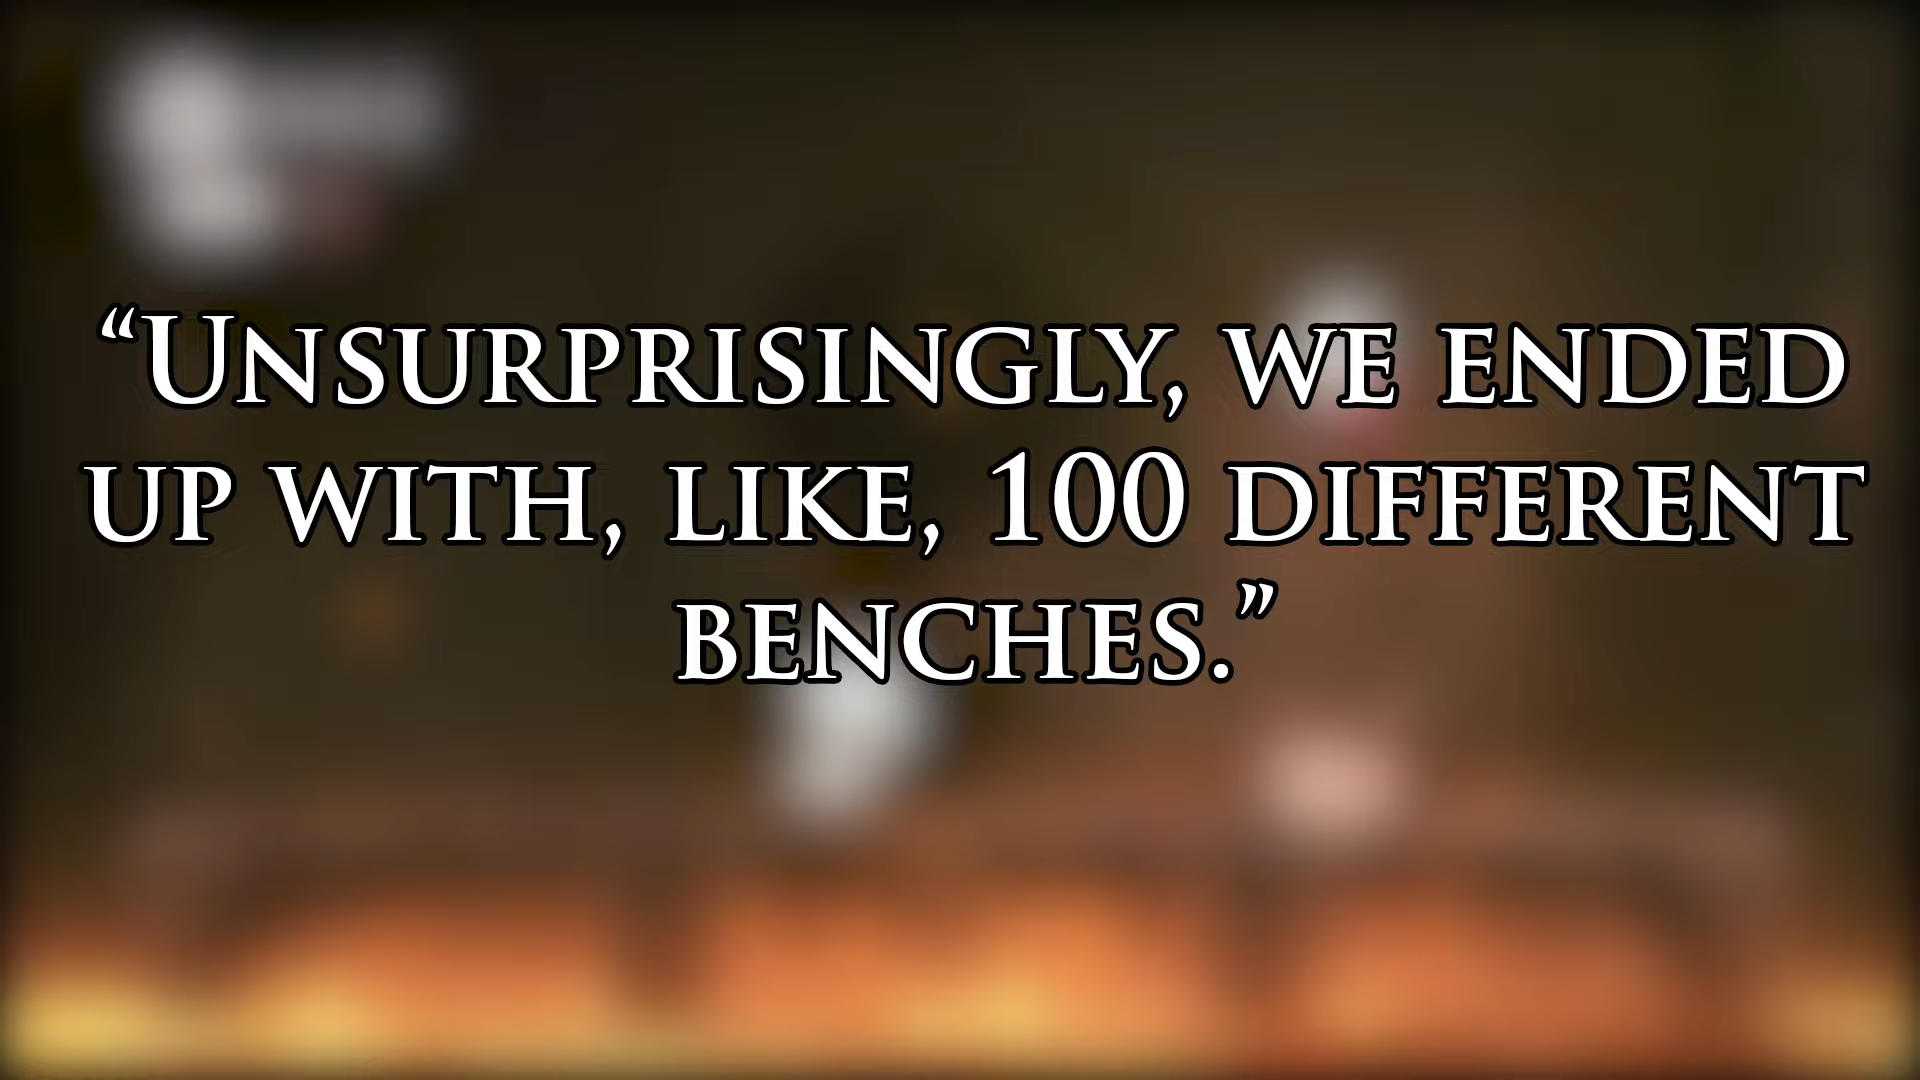 “Unsurprisingly, we ended
up with, like, 100 different
benches.”